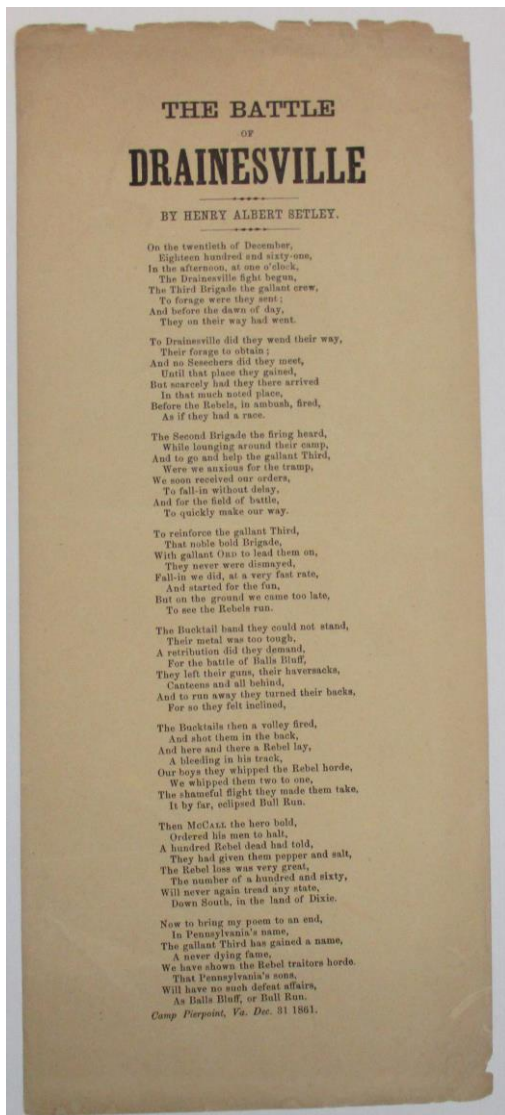 THE BATTLE
OF
DRAINESVILLE
BY HENRY ALBERT SETLEY.
On the twentieth of December,
Eighteen hundred and sixty-one,
In the afternoon, at one o'clock,
The Drainesville fight begun,
The Third Brigade the gallant crew,
To forage were they sent;
And before the dawn of day,
They on their way had went.
To Drainesville did they wend their way,
Their forage to obtain;
And no Sesechers did they meet,
Until that place they gained,
But scarcely had they there arrived
In that much noted place,
Before the Rebels, in ambush, fired,
As if they had a race.
The Second Brigade the firing heard,
While lounging around their camp,
And to go and help the gallant Third,
Were we anxious for the tramp,
We soon received our orders,
To fall-in without delay,
And for the field of battle,
To quickly make our way.
To reinforce the gallant Third,
That noble bold Brigade,
With gallant ORD to lead them on,
They never were dismayed,
Fall-in we did, at a very fast rate,
And started for the fun,
But on the ground we came too late,
To see the Rebels run.
The Bucktail band they could not stand,
Their metal was too tough,
A retribution did they demand,
For the battle of Balls Bluff,
They left their guns, their haversacks,
Canteens and all behind,
And to run away they turned their backs,
For so they felt inclined,
The Bucktails then a volley fired,
And shot them in the back,
And here and there a Rebel lay,
A bleeding in his track,
Our boys they whipped the Rebel horde,
We whipped them two to one,
The shameful flight they made them take,
It by far, eclipsed Bull Run.
Then MCCALL the hero bold,
Ordered his men to halt,
A hundred Rebel dead had told,
They had given them pepper and salt,
The Rebel loss was very great,
The number of a hundred and sixty,
Will never again tread any state,
Down South, in the land of Dixie.
Now to bring my poem to an end,
In Pennsylvania's name,
The gallant Third has gained a name,
A never dying fame,
We have shown the Rebel traitors horde.
That Pennsylvania's sons,
Will have no such defeat affairs,
As Balls Bluff, or Bull Run.
Camp Pierpoint, Va. Dec. 31 1861.